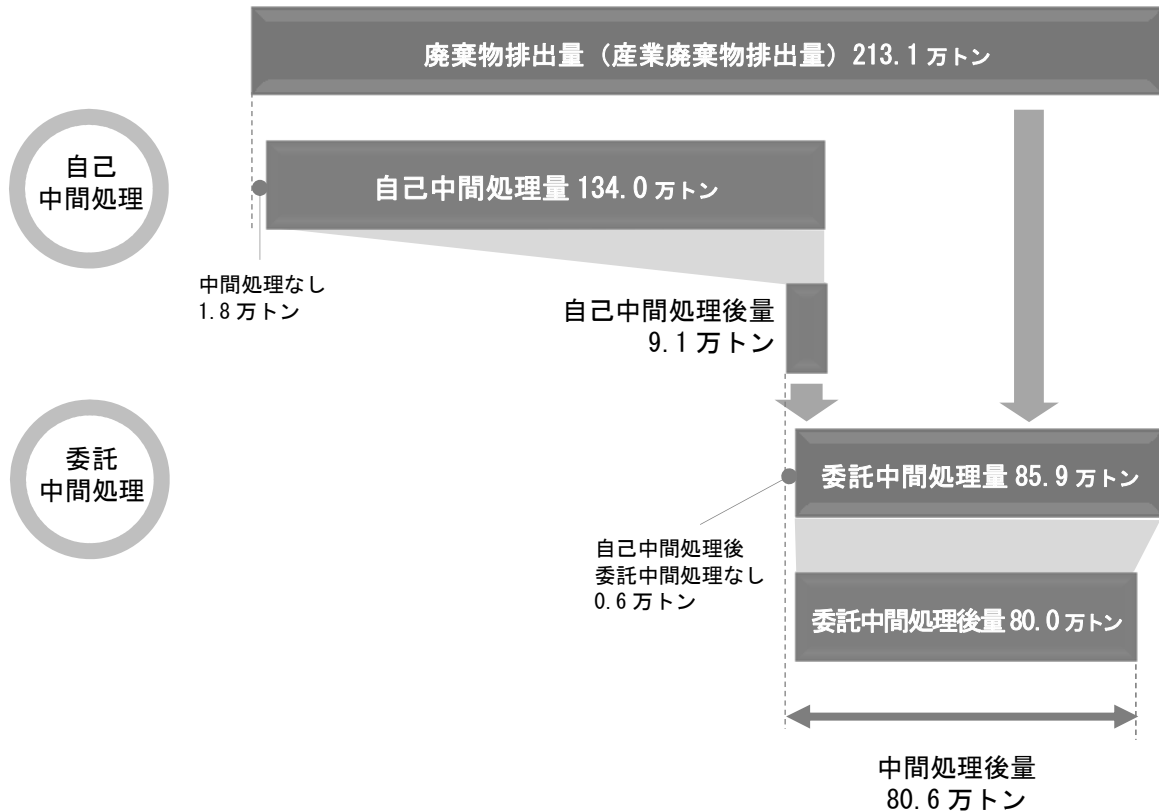 廃棄物排出量（産業廃棄物排出量）213.1 万トン
自己
中間処理
自己中間処理量 134.0 万トン
中間処理なし
1.8 万トン
自己中間処理後量
9.1 万トン
委託
中間処理
委託中間処理量 85.9 万トン
自己中間処理後
委託中間処理なし
0.6 万トン
委託中間処理後量 80.0 万トン
中間処理後量
80.6 万トン